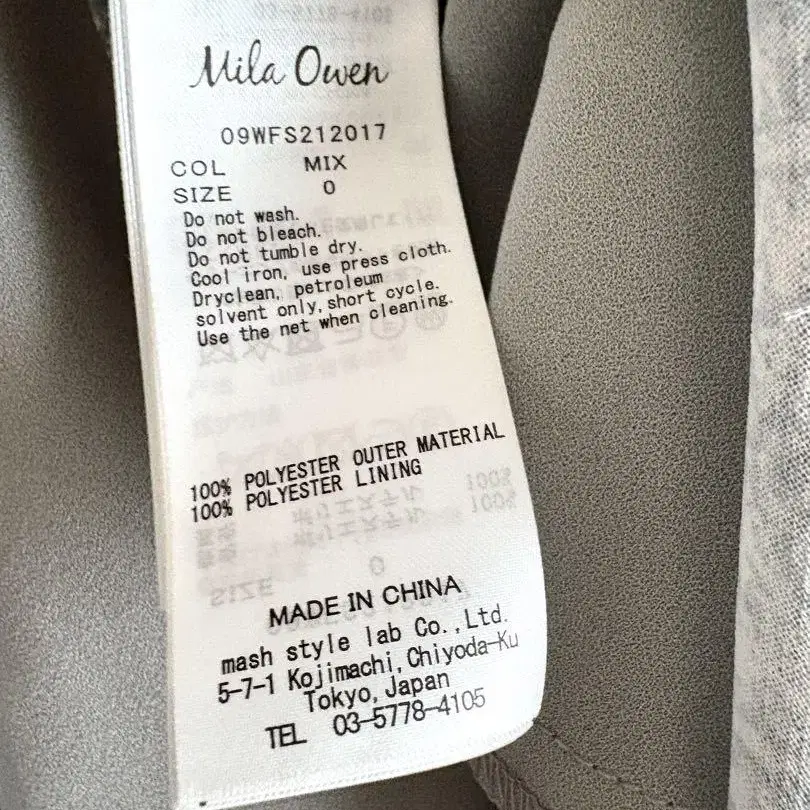 Mila Owen
09WFS212017
COL MIX
SIZE 0
Do not wash.
Do not bleach.
Do not tumble dry.
Cool iron, use press cloth.
Dryclean, petroleum
solvent only, short cycle.
Use the net when cleaning.
100% POLYESTER OUTER MATERIAL
100% POLYESTER LINING
MADE IN CHINA
mash style lab Co.,Ltd.
5-7-1 Kojimachi,Chiyoda-Ku
Tokyo,Japan
TEL 03-5778-4105